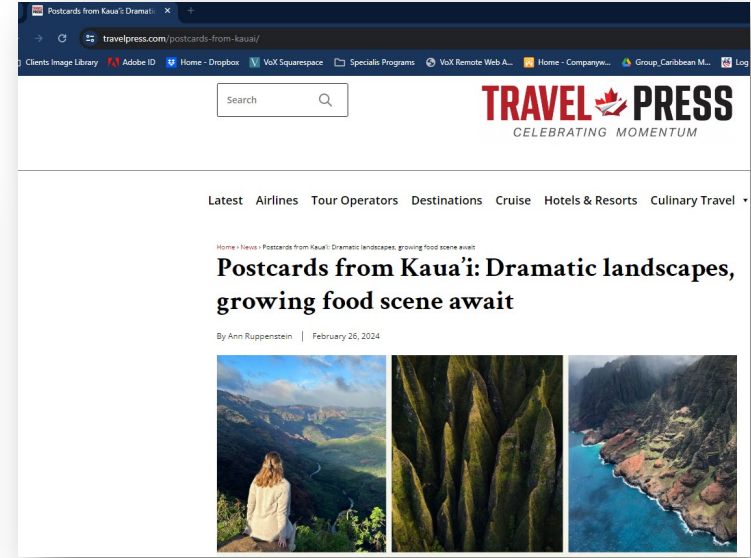 Postcards from Kaua'i: Dramatic
travelpress.com/postcards-from-kauai/
Clients Image Library Adobe ID Home - Dropbox VoX Squarespace Specialis Programs VoX Remote Web A... Home - Companyw... Group_Caribbean M... Log
Search
TRAVEL PRESS
CELEBRATING MOMENTUM
Latest Airlines Tour Operators Destinations Cruise Hotels & Resorts Culinary Travel
Home › News › Postcards from Kaua'i: Dramatic landscapes, growing food scene await
Postcards from Kaua'i: Dramatic landscapes,
growing food scene await
By Ann Ruppenstein | February 26, 2024